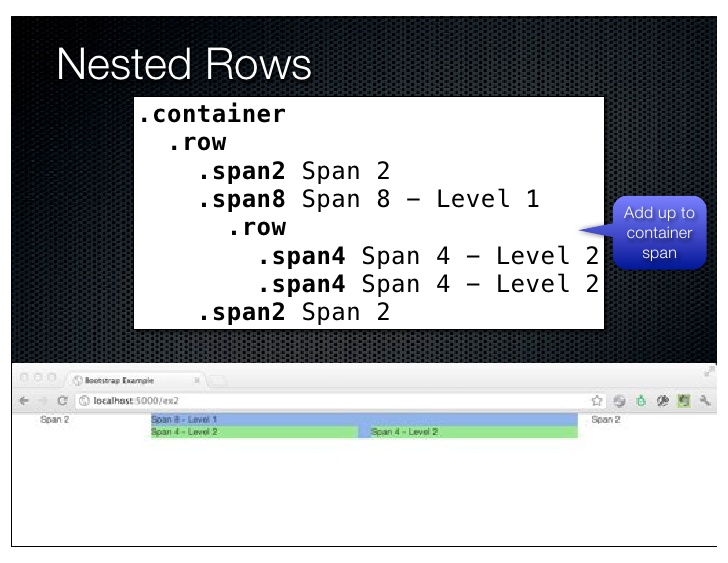 Nested Rows
.container
.row
.span2 Span 2
.span8 Span 8 – Level 1
.row
.span4 Span 4 – Level 2
.span4 Span 4 – Level 2
.span2 Span 2
Add up to
container
span
Bootstrap Example
localhost:5000/ex2
Span 2
Span 8 - Level 1
Span 2
Span 4 - Level 2
Span 4 - Level 2